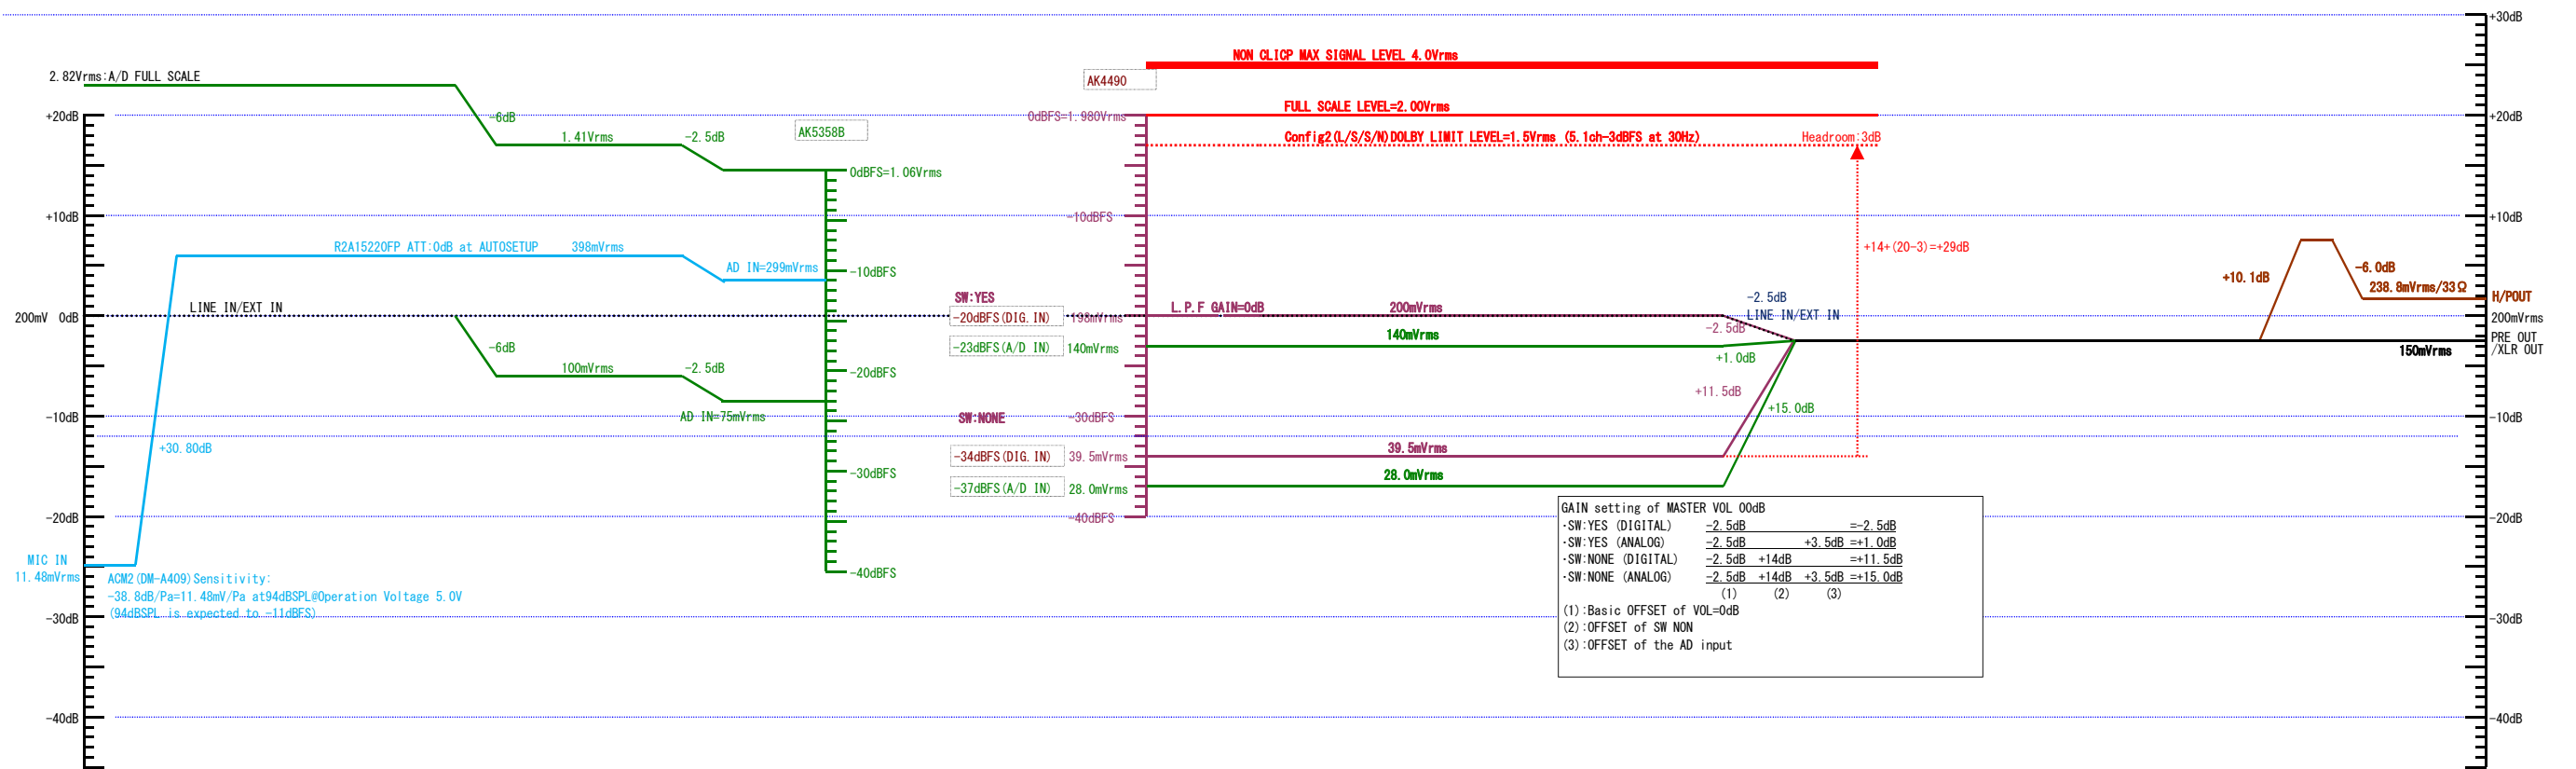 +30dB
NON CLICP MAX SIGNAL LEVEL 4.0Vrms
2.82Vrms:A/D FULL SCALE
AK4490
FULL SCALE LEVEL=2.00Vrms
+20dB
-6dB
0dBFS=1.980Vrms
+20dB
AK5358B
1.41Vrms
-2.5dB
Config2(L/S/S/N)DOLBY LIMIT LEVEL=1.5Vrms (5.1ch-3dBFS at 30Hz)
Headroom:3dB
0dBFS=1.06Vrms
+10dB
-10dBFS
+10dB
R2A15220FP ATT:0dB at AUTOSETUP
398mVrms
+14+(20-3)=+29dB
AD IN=299mVrms
-10dBFS
+10.1dB
-6.0dB
238.8mVrms/33Ω
H/POUT
SW:YES
-2.5dB
LINE IN/EXT IN
L.P.F GAIN=0dB
200mVrms
200mV 0dB
-20dBFS(DIG.IN)
198mVrms
LINE IN/EXT IN
200mVrms
-2.5dB
140mVrms
PRE OUT
/XLR OUT
-6dB
-23dBFS(A/D IN)
140mVrms
150mVrms
+1.0dB
100mVrms
-2.5dB
-20dBFS
+11.5dB
+15.0dB
-10dB
AD IN=75mVrms
SW:NONE
-30dBFS
-10dB
+30.80dB
39.5mVrms
-34dBFS(DIG.IN)
39.5mVrms
-30dBFS
28.0mVrms
-37dBFS(A/D IN)
28.0mVrms
-20dB
-40dBFS
-20dB
GAIN setting of MASTER VOL 00dB
・SW:YES (DIGITAL) -2.5dB =-2.5dB
・SW:YES (ANALOG) -2.5dB +3.5dB =+1.0dB
・SW:NONE (DIGITAL) -2.5dB +14dB =+11.5dB
・SW:NONE (ANALOG) -2.5dB +14dB +3.5dB =+15.0dB
(1) (2) (3)
(1):Basic OFFSET of VOL=0dB
(2):OFFSET of SW NON
(3):OFFSET of the AD input
MIC IN
11.48mVrms
-40dBFS
ACM2(DM-A409)Sensitivity:
-38.8dB/Pa=11.48mV/Pa at94dBSPL@Operation Voltage 5.0V
(94dBSPL is expected to -11dBFS)
-30dB
-30dB
-40dB
-40dB